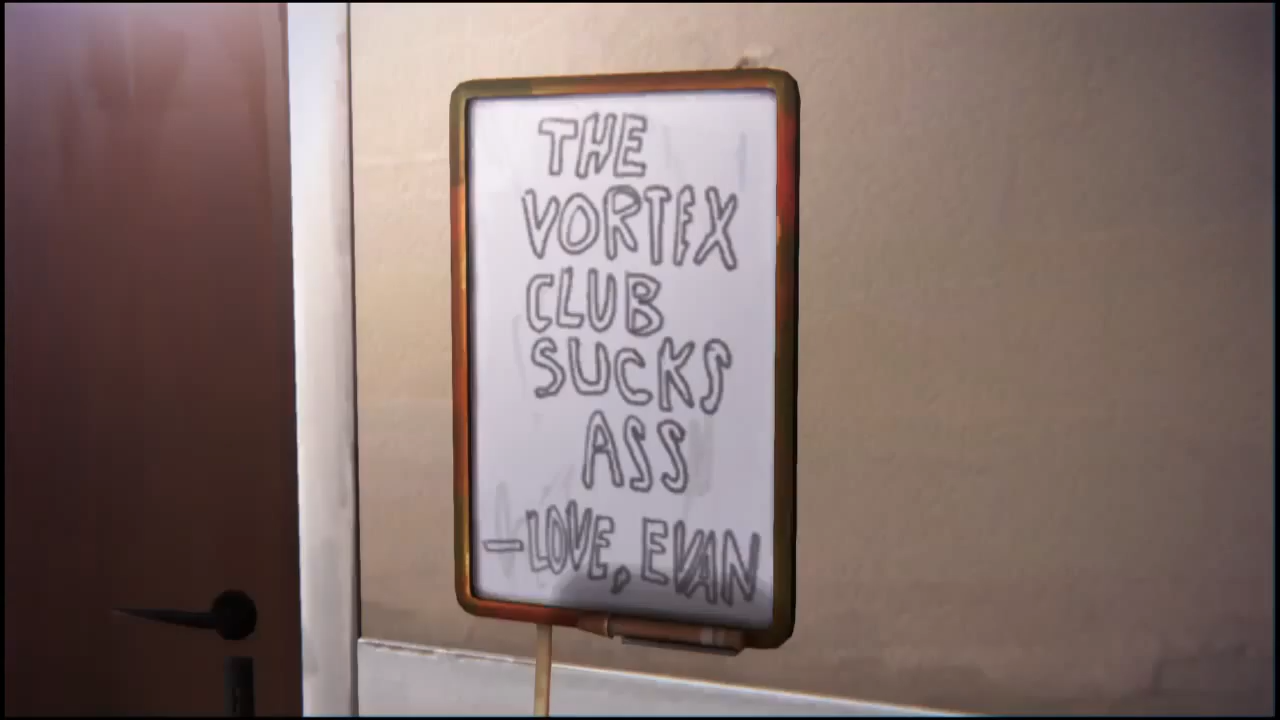 THE
VORTEX
CLUB
SUCKS
ASS
-LOVE, EVAN